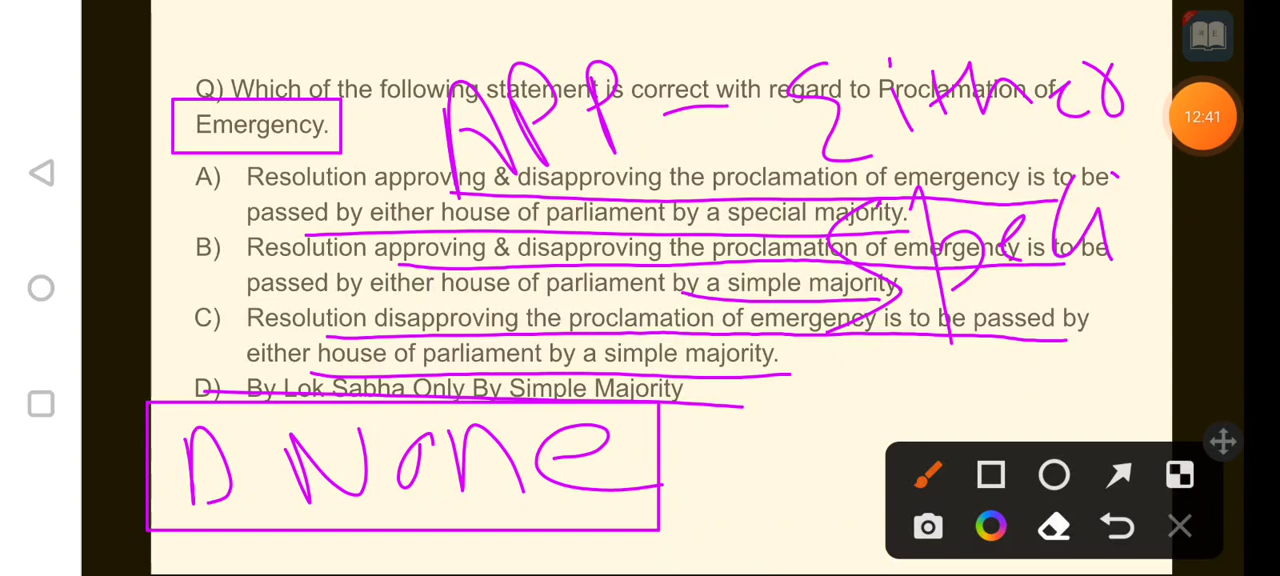 Q) Which of the following statement is correct with regard to Proclamation of
Emergency.
APP - Either
A) Resolution approving & disapproving the proclamation of emergency is to be
passed by either house of parliament by a special majority.
B) Resolution approving & disapproving the proclamation of emergency is to be
passed by either house of parliament by a simple majority
C) Resolution disapproving the proclamation of emergency is to be passed by
either house of parliament by a simple majority.
D) By Lok Sabha Only By Simple Majority
D None
12:41